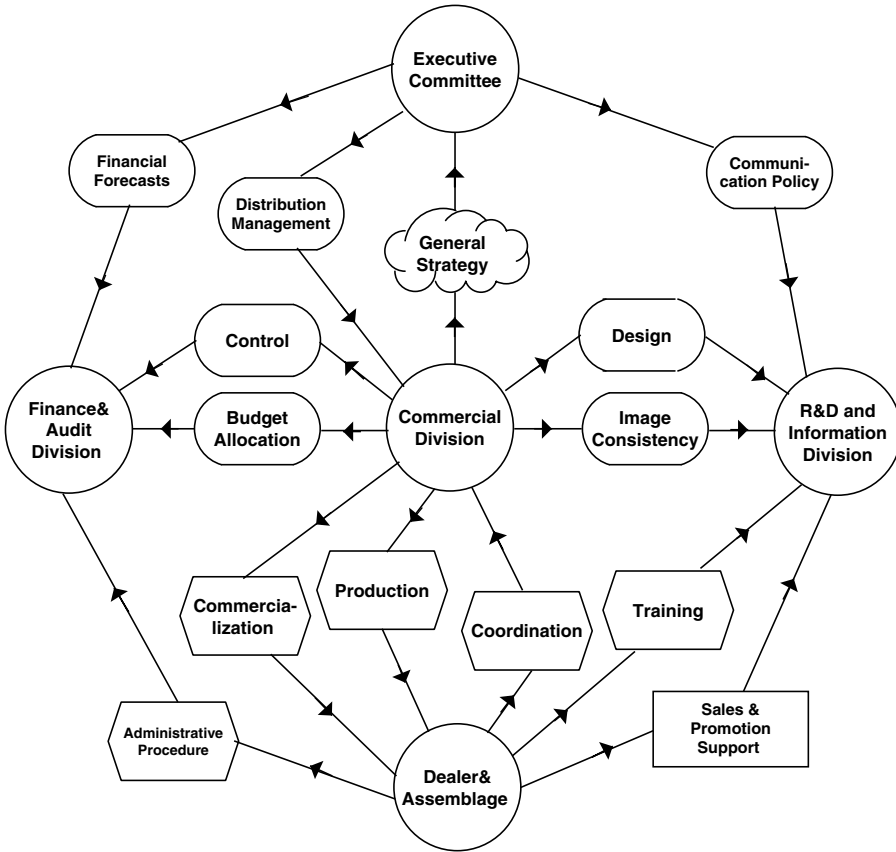 Executive
Committee
Financial
Forecasts
Communi-
cation Policy
Distribution
Management
General
Strategy
Control
Design
Finance&
Audit
Division
Budget
Allocation
Commercial
Division
Image
Consistency
R&D and
Information
Division
Commercia-
lization
Production
Coordination
Training
Administrative
Procedure
Sales &
Promotion
Support
Dealer&
Assemblage